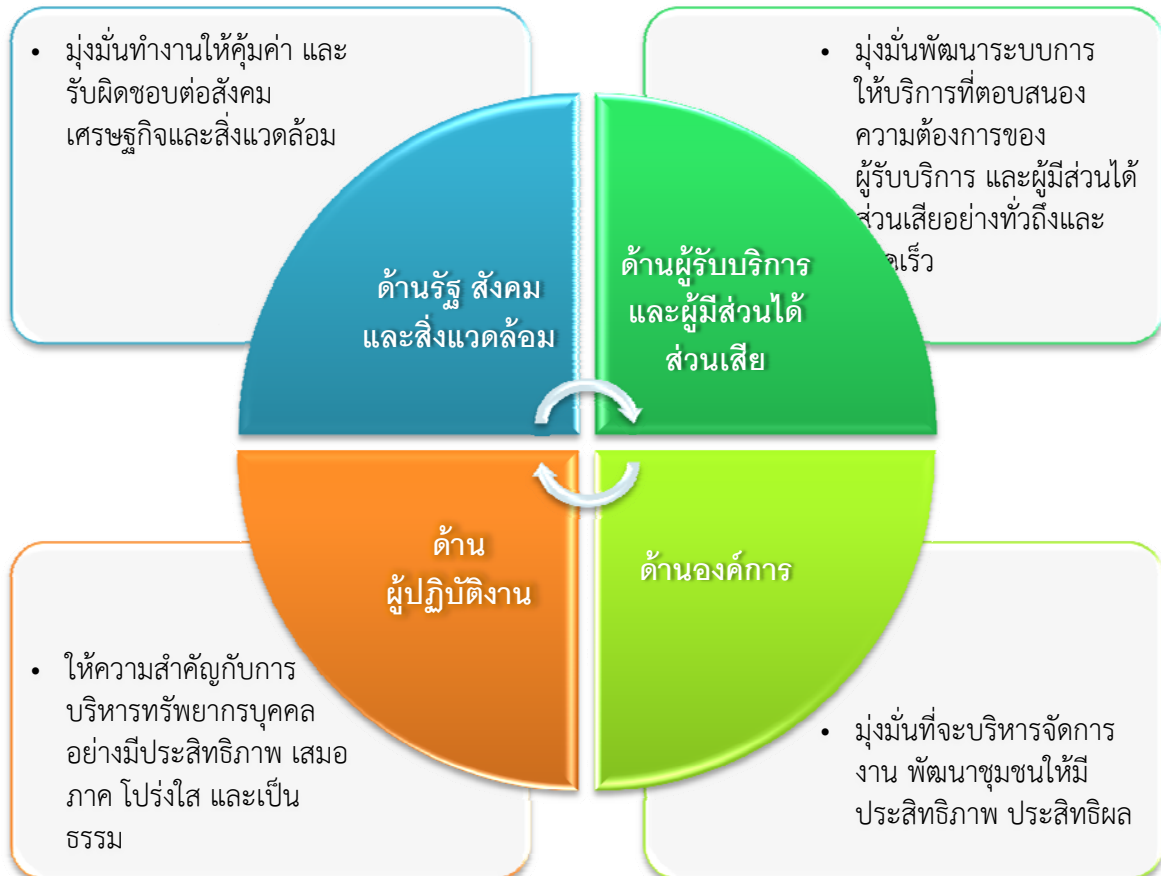 • มุ่งมั่นทำงานให้คุ้มค่า และ
รับผิดชอบต่อสังคม
เศรษฐกิจและสิ่งแวดล้อม
• มุ่งมั่นพัฒนาระบบการ
ให้บริการที่ตอบสนอง
ความต้องการของ
ผู้รับบริการ และผู้มีส่วนได้
ส่วนเสียอย่างทั่วถึงและ
ด้านรัฐ สังคม
และสิ่งแวดล้อม
ด้านผู้รับบริการ
และผู้มีส่วนได้
ส่วนเสีย
ด้าน
ผู้ปฏิบัติงาน
ด้านองค์การ
• ให้ความสำคัญกับการ
บริหารทรัพยากรบุคคล
อย่างมีประสิทธิภาพ เสมอ
ภาค โปร่งใส และเป็น
ธรรม
• มุ่งมั่นที่จะบริหารจัดการ
งาน พัฒนาชุมชนให้มี
ประสิทธิภาพ ประสิทธิผล